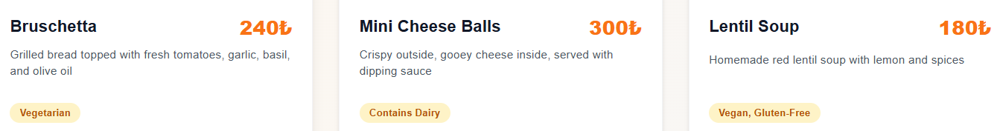 Bruschetta 240₺
Grilled bread topped with fresh tomatoes, garlic, basil,
and olive oil
Vegetarian
Mini Cheese Balls 300₺
Crispy outside, gooey cheese inside, served with
dipping sauce
Contains Dairy
Lentil Soup 180₺
Homemade red lentil soup with lemon and spices
Vegan, Gluten-Free